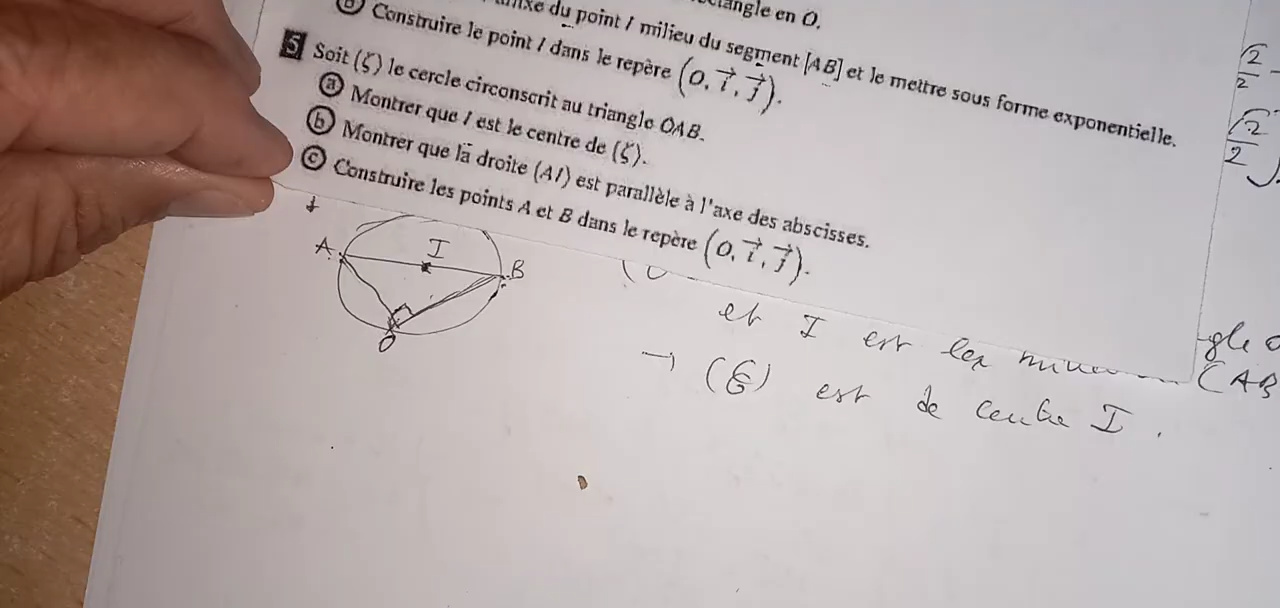 en O.
du point I milieu du segment [AB] et le mettre sous forme exponentielle.
b Construire le point I dans le repère (O, i, j).
5 Soit (ζ) le cercle circonscrit au triangle OAB.
a Montrer que I est le centre de (ζ).
b Montrer que la droite (AI) est parallèle à l'axe des abscisses.
c Construire les points A et B dans le repère (O, i, j).
√2/2
√2/2
A I B
O
et I est
(AB
→ (C) est de centre I.